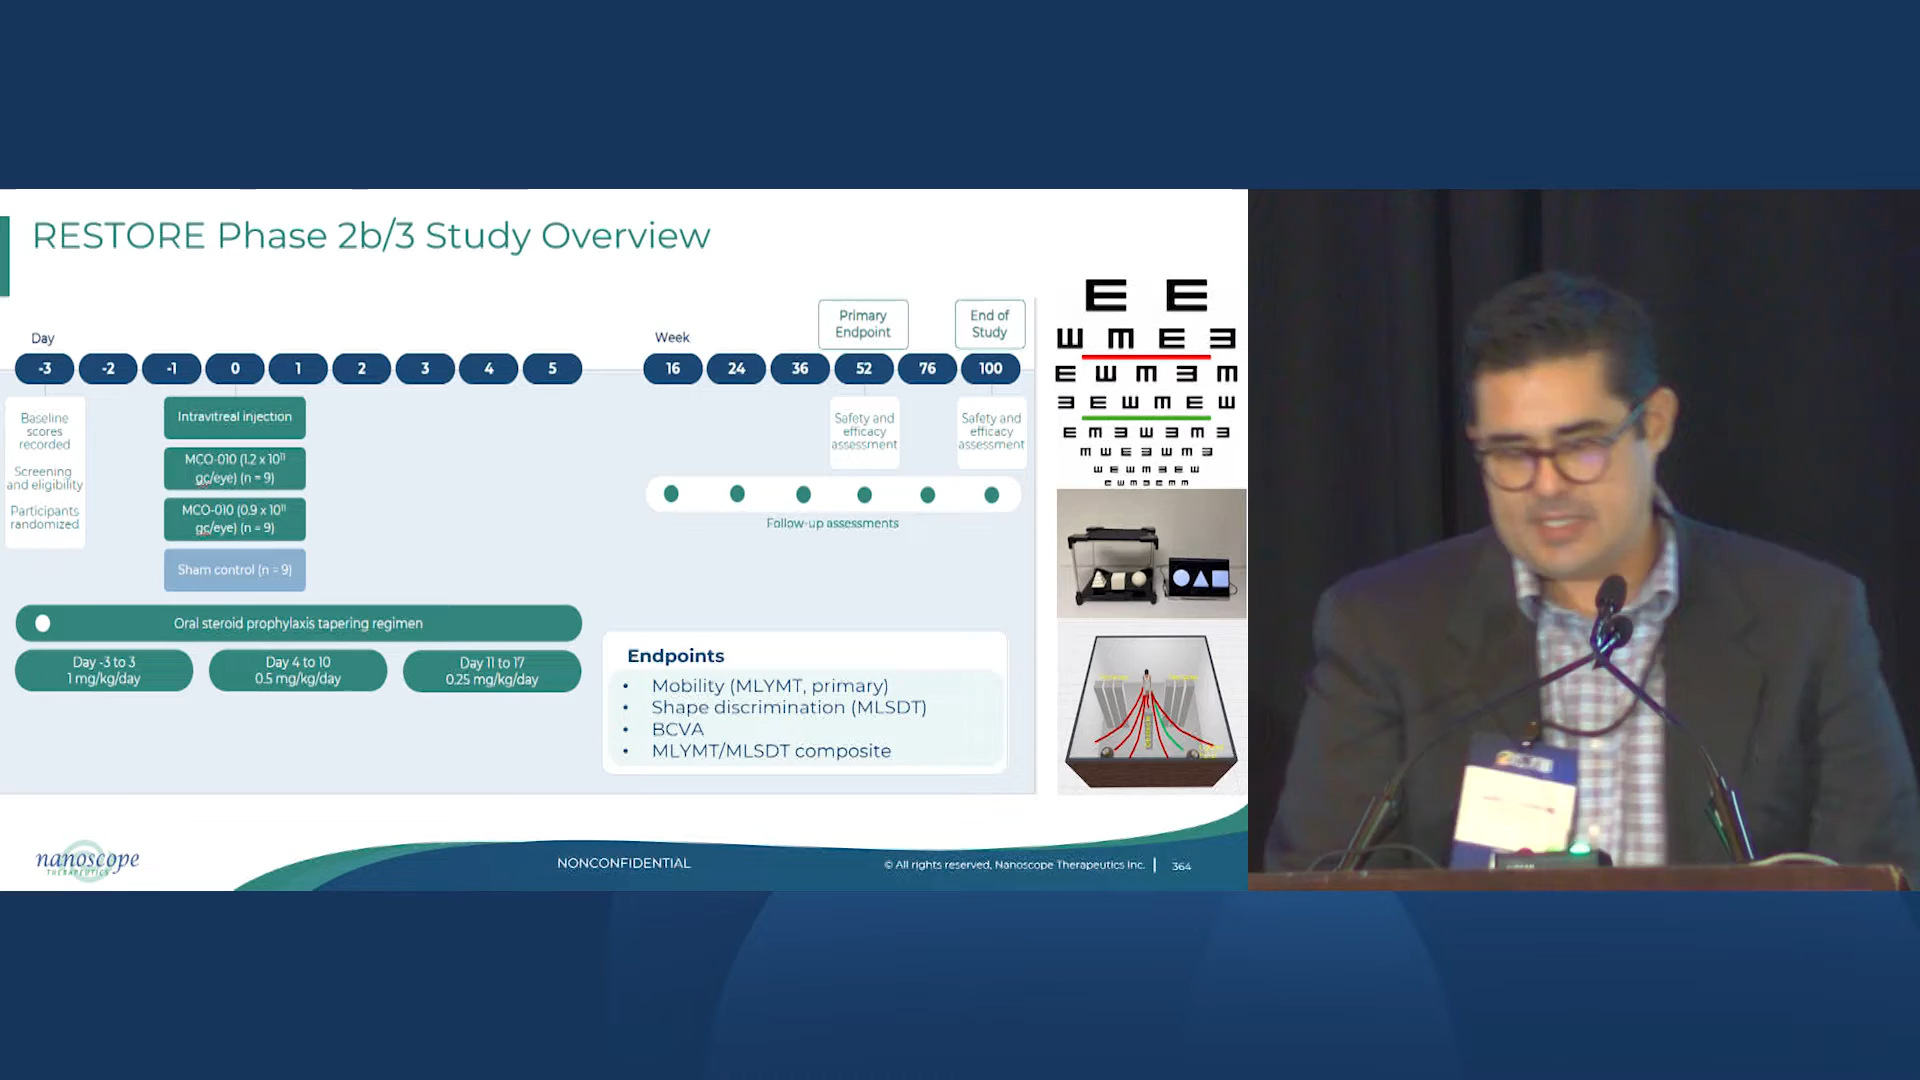 RESTORE Phase 2b/3 Study Overview
Day
-3 -2 -1 0 1 2 3 4 5
Week
16 24 36 52 76 100
Primary
Endpoint
End of
Study
Baseline
scores
recorded
Screening
and eligibility
Participants
randomized
Intravitreal injection
MCO-010 (1.2 x 10¹¹
gc/eye) (n = 9)
MCO-010 (0.9 x 10¹¹
gc/eye) (n = 9)
Sham control (n = 9)
Safety and
efficacy
assessment
Safety and
efficacy
assessment
Follow-up assessments
Oral steroid prophylaxis tapering regimen
Day -3 to 3
1 mg/kg/day
Day 4 to 10
0.5 mg/kg/day
Day 11 to 17
0.25 mg/kg/day
Endpoints
• Mobility (MLYMT, primary)
• Shape discrimination (MLSDT)
• BCVA
• MLYMT/MLSDT composite
E E
nanoscope
THERAPEUTICS
NONCONFIDENTIAL
© All rights reserved, Nanoscope Therapeutics Inc. | 364